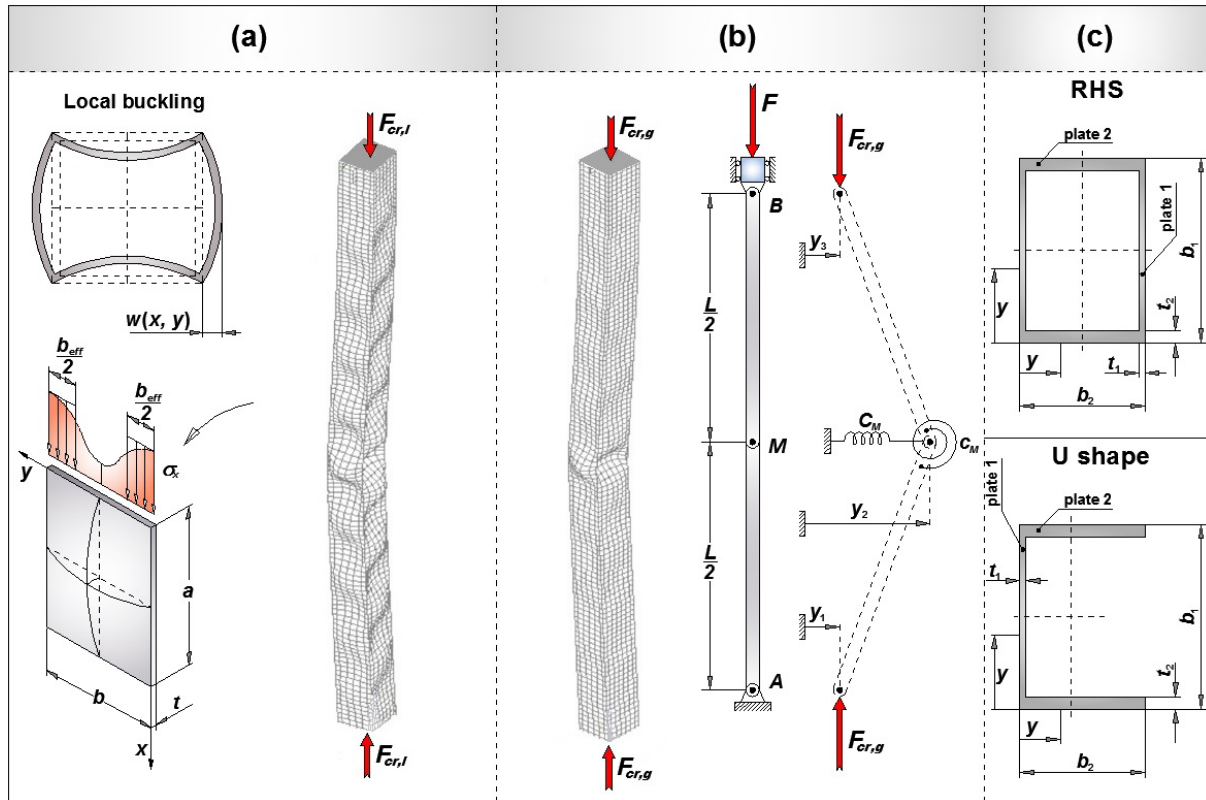 (a)
(b)
(c)
Local buckling
w(x, y)
b_eff
2
b_eff
2
σ_x
y
a
b
t
x
F_cr,l
F_cr,l
F_cr,g
F_cr,g
F
B
L
2
M
L
2
A
F_cr,g
y_3
C_M
c_M
y_2
y_1
F_cr,g
RHS
plate 2
plate 1
b_1
y
t_2
y
t_1
b_2
U shape
plate 1
plate 2
t_1
b_1
y
t_2
y
b_2